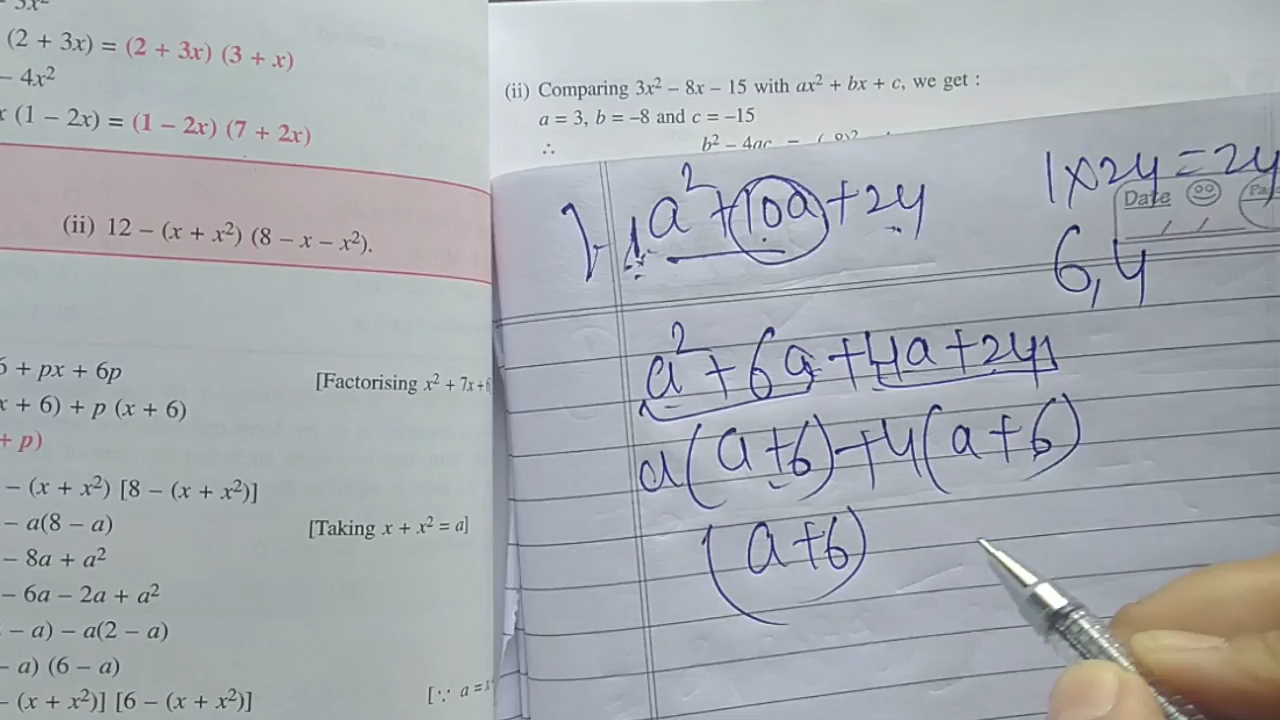 (2 + 3x) = (2 + 3x) (3 + x)
– 4x²
(1 – 2x) = (1 – 2x) (7 + 2x)
(ii) 12 – (x + x²) (8 – x – x²).
+ px + 6p
+ 6) + p (x + 6)
[Factorising x² + 7x + 6
+ p)
– (x + x²) [8 – (x + x²)]
– a(8 – a)
[Taking x + x² = a]
– 8a + a²
– 6a – 2a + a²
– a) – a(2 – a)
– a) (6 – a)
– (x + x²)] [6 – (x + x²)]
[∵ a =
(ii) Comparing 3x² – 8x – 15 with ax² + bx + c, we get :
a = 3, b = –8 and c = –15
∴ b² – 4ac =
1a² + 10a + 24
1 × 24 = 24
Date
6, 4
a² + 6a + 4a + 24
a(a + 6) + 4(a + 6)
(a + 6)